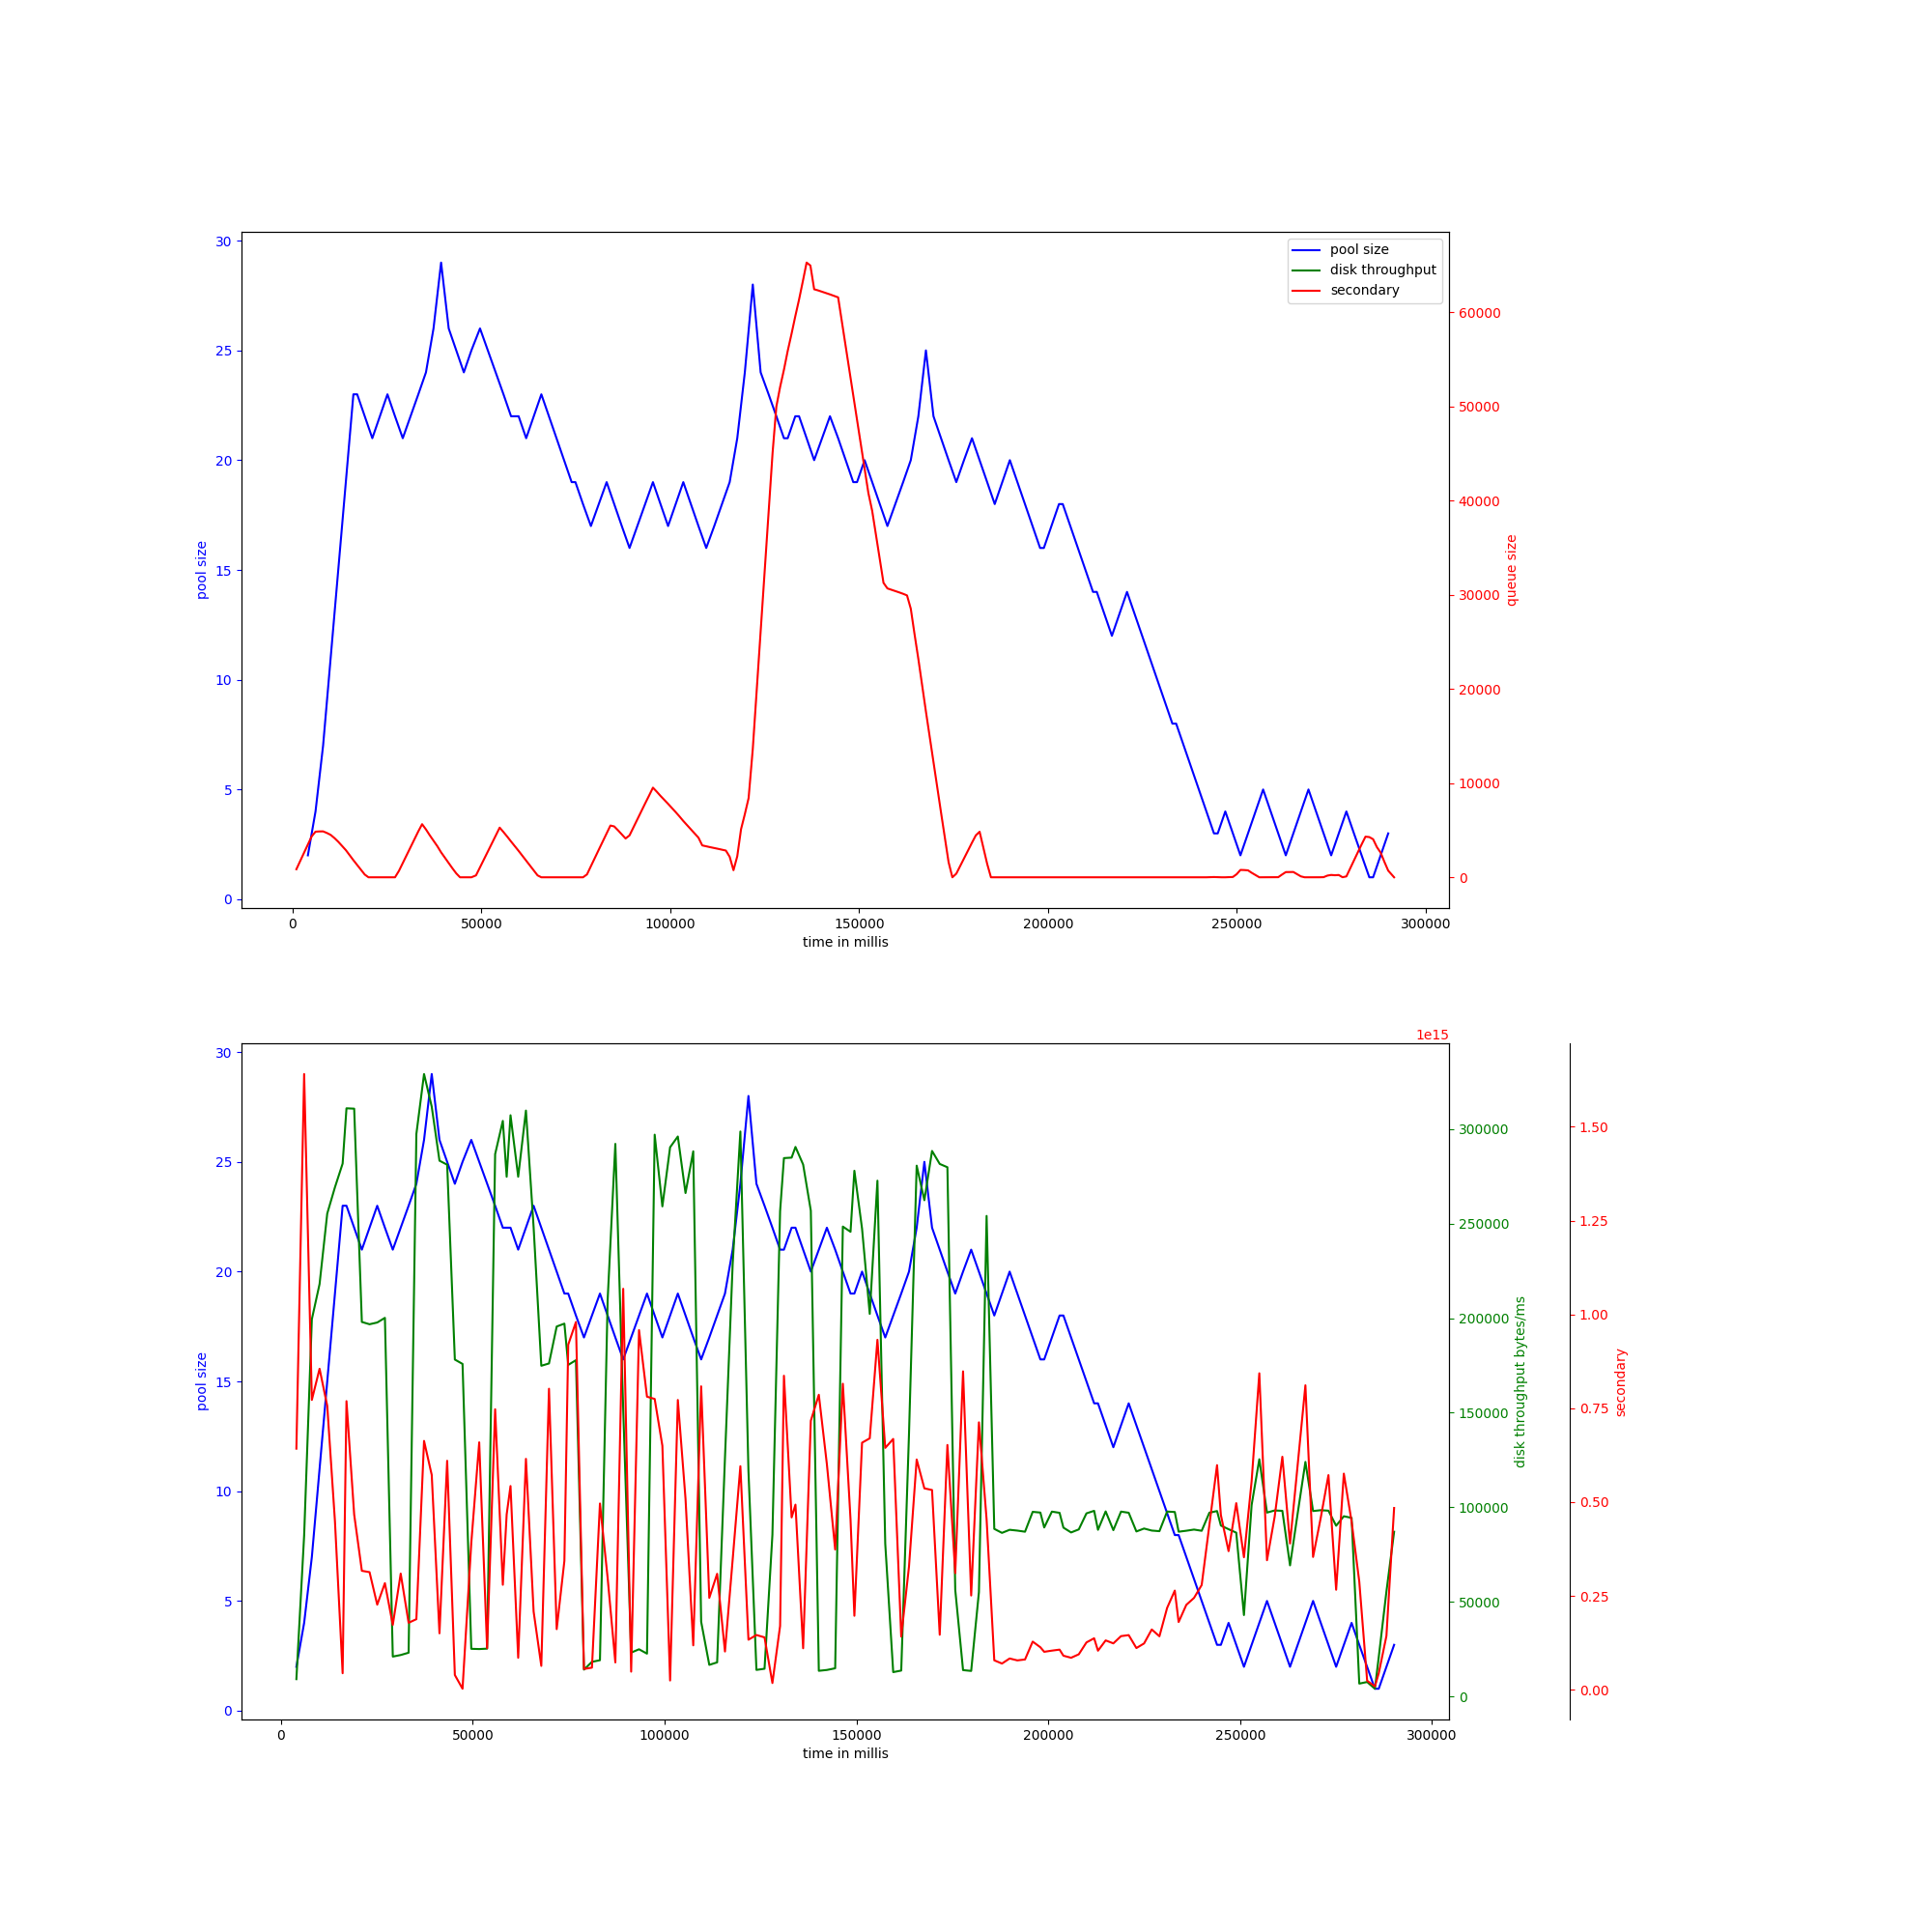 30
25
20
15
10
5
0
pool size
pool size
disk throughput
secondary
60000
50000
40000
30000
20000
10000
0
queue size
0 50000 100000 150000 200000 250000 300000
time in millis
1e15
30
25
20
15
10
5
0
pool size
300000
250000
200000
150000
100000
50000
0
disk throughput bytes/ms
1.50
1.25
1.00
0.75
0.50
0.25
0.00
secondary
0 50000 100000 150000 200000 250000 300000
time in millis